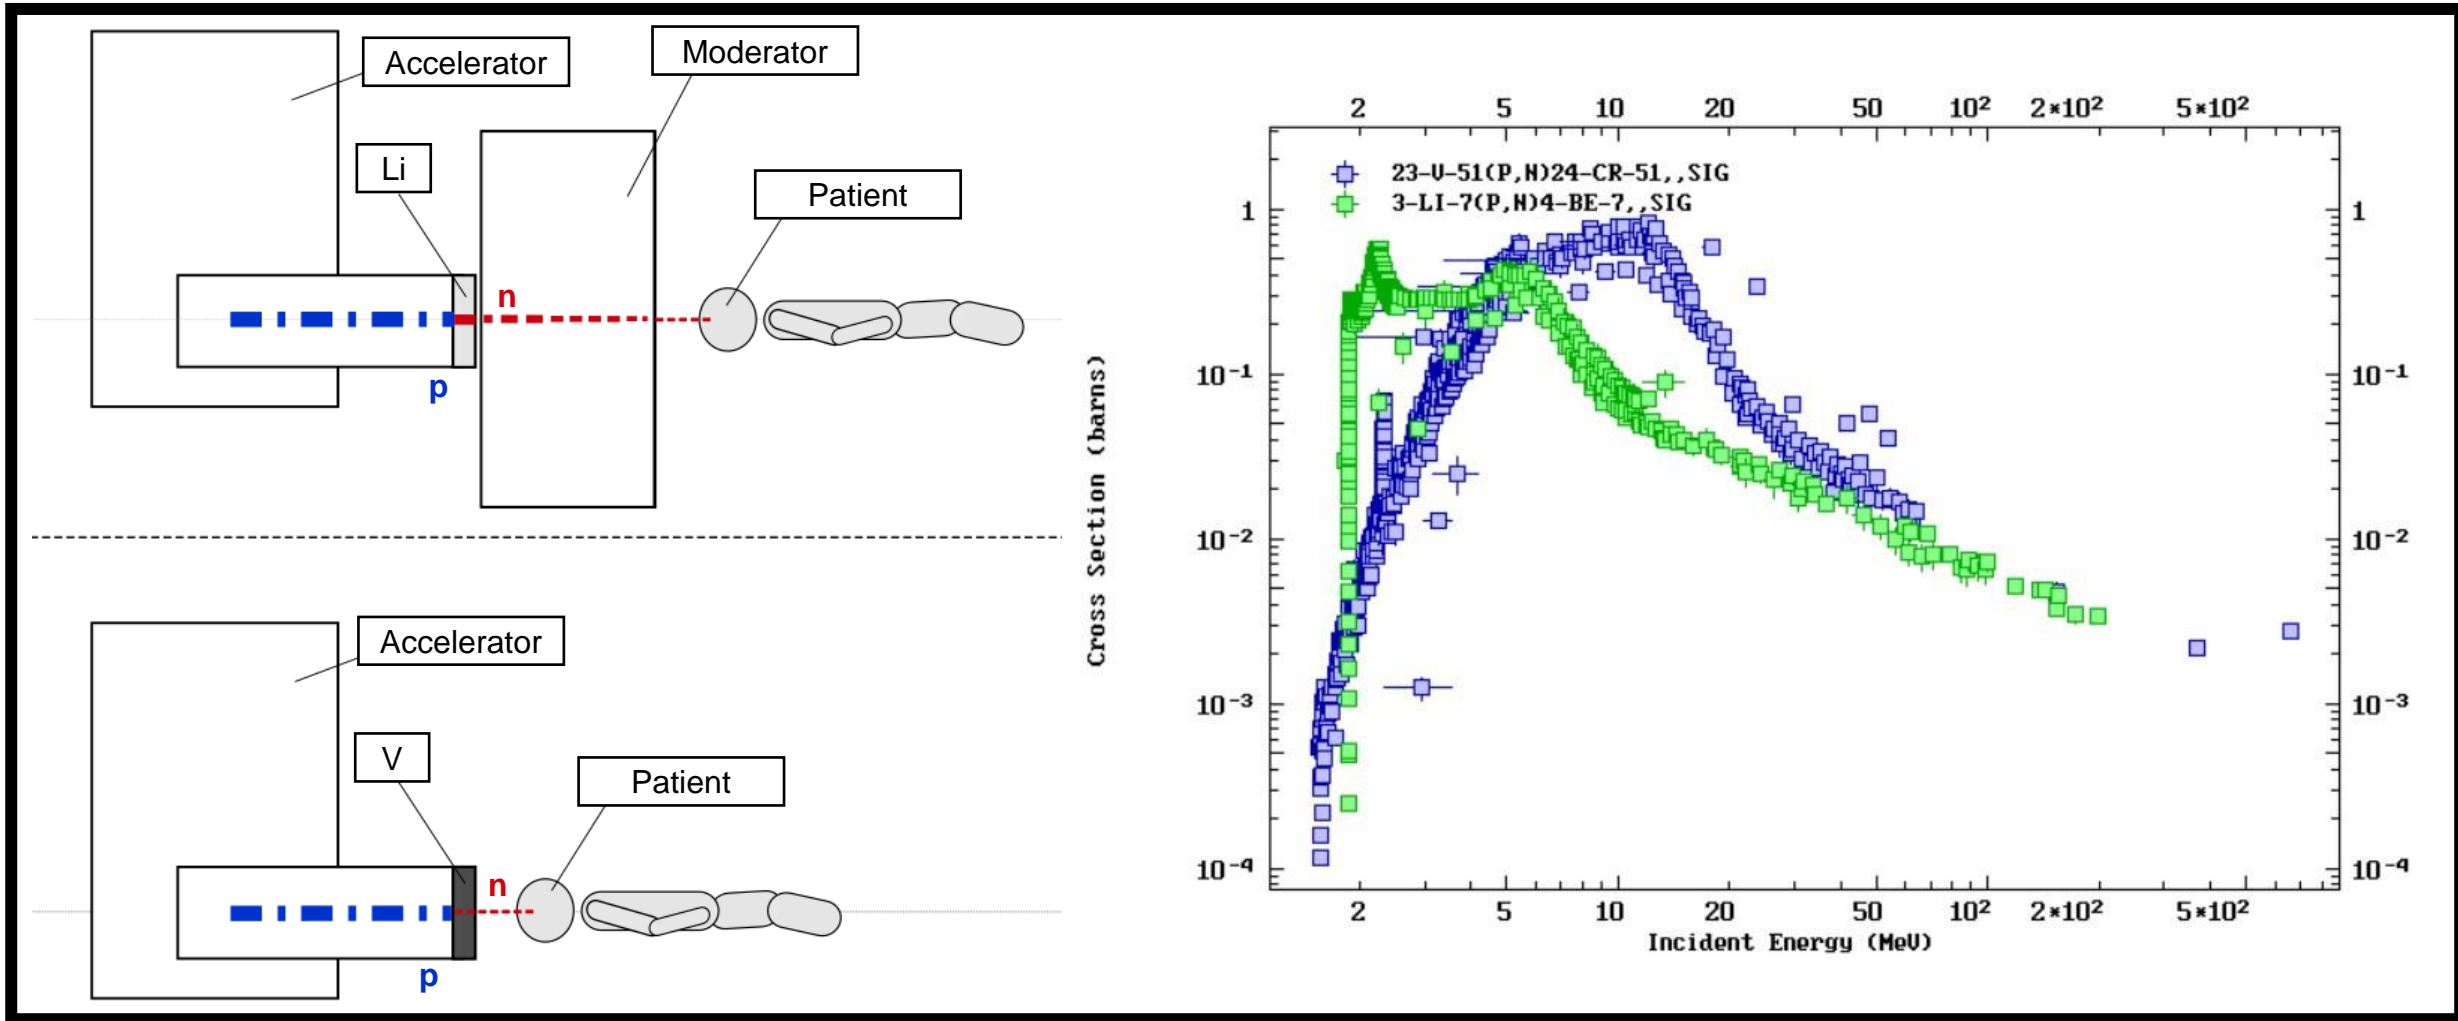 Accelerator
Moderator
Li
Patient
n
p
Accelerator
V
Patient
n
p
2 5 10 20 50 10² 2*10² 5*10²
23-V-51(P,N)24-CR-51,,SIG
3-LI-7(P,N)4-BE-7,,SIG
1 1
10⁻¹ 10⁻¹
10⁻² 10⁻²
10⁻³ 10⁻³
10⁻⁴ 10⁻⁴
Cross Section (barns)
2 5 10 20 50 10² 2*10² 5*10²
Incident Energy (MeV)